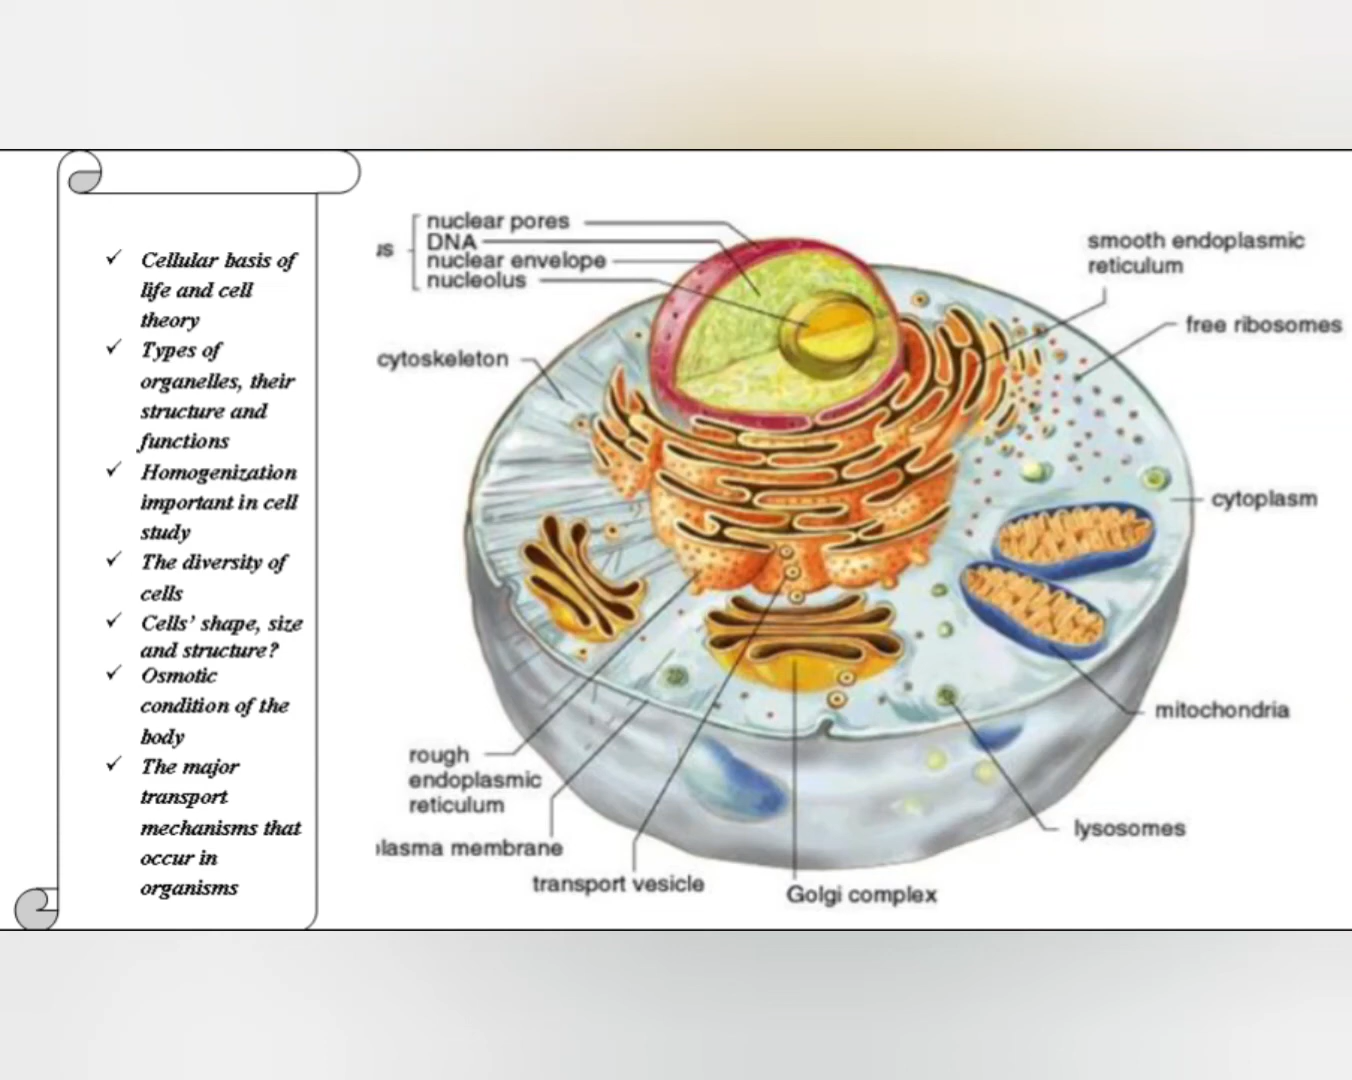 ✓ Cellular basis of
life and cell
theory
✓ Types of
organelles, their
structure and
functions
✓ Homogenization
important in cell
study
✓ The diversity of
cells
✓ Cells' shape, size
and structure?
✓ Osmotic
condition of the
body
✓ The major
transport
mechanisms that
occur in
organisms
nuclear pores
DNA
nuclear envelope
nucleolus
cytoskeleton
smooth endoplasmic
reticulum
free ribosomes
cytoplasm
mitochondria
lysosomes
Golgi complex
transport vesicle
membrane
rough
endoplasmic
reticulum